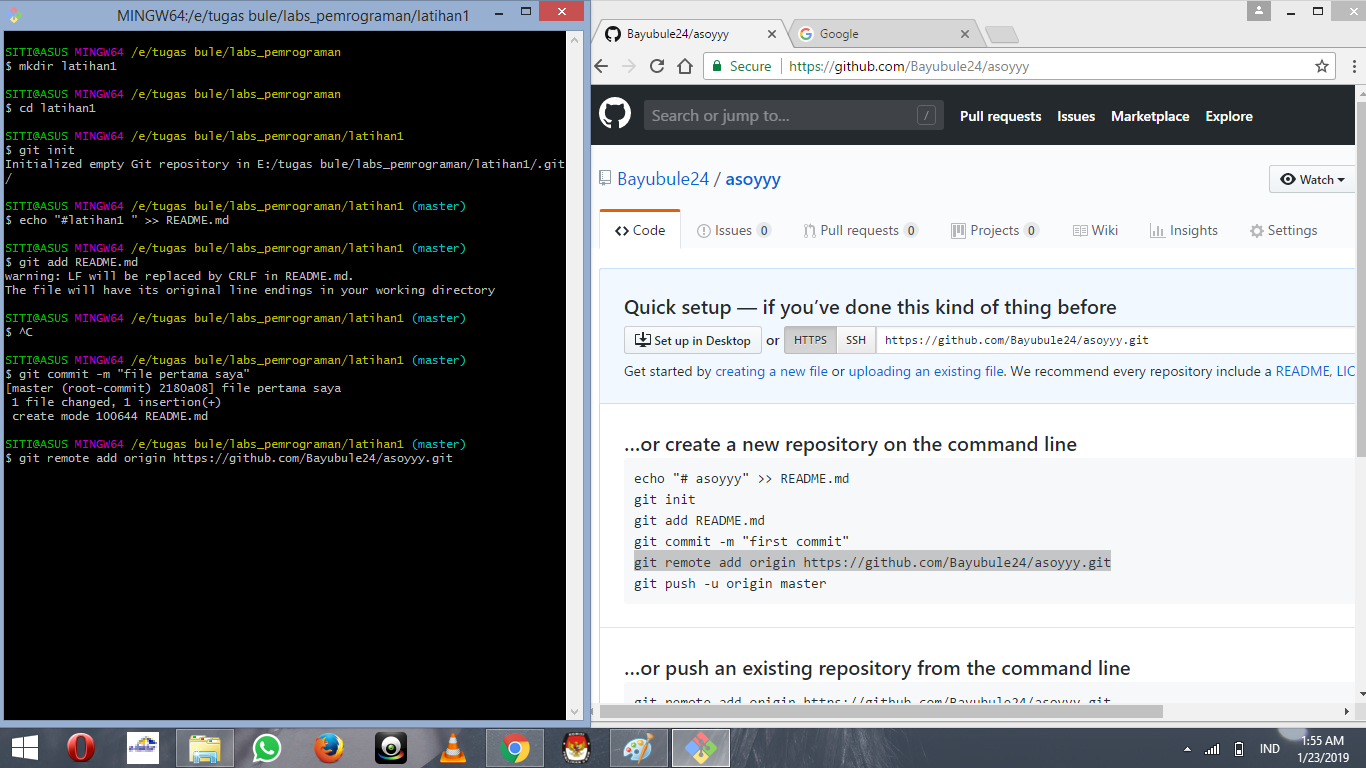 MINGW64:/e/tugas bule/labs_pemrograman/latihan1
SITI@ASUS MINGW64 /e/tugas bule/labs_pemrograman
$ mkdir latihan1
SITI@ASUS MINGW64 /e/tugas bule/labs_pemrograman
$ cd latihan1
SITI@ASUS MINGW64 /e/tugas bule/labs_pemrograman/latihan1
$ git init
Initialized empty Git repository in E:/tugas bule/labs_pemrograman/latihan1/.git
/
SITI@ASUS MINGW64 /e/tugas bule/labs_pemrograman/latihan1 (master)
$ echo "#latihan1 " >> README.md
SITI@ASUS MINGW64 /e/tugas bule/labs_pemrograman/latihan1 (master)
$ git add README.md
warning: LF will be replaced by CRLF in README.md.
The file will have its original line endings in your working directory
SITI@ASUS MINGW64 /e/tugas bule/labs_pemrograman/latihan1 (master)
$ ^C
SITI@ASUS MINGW64 /e/tugas bule/labs_pemrograman/latihan1 (master)
$ git commit -m "file pertama saya"
[master (root-commit) 2180a08] file pertama saya
1 file changed, 1 insertion(+)
create mode 100644 README.md
SITI@ASUS MINGW64 /e/tugas bule/labs_pemrograman/latihan1 (master)
$ git remote add origin https://github.com/Bayubule24/asoyyy.git
Bayubule24/asoyyy
Google
Secure
https://github.com/Bayubule24/asoyyy
Search or jump to...
/
Pull requests Issues Marketplace Explore
Bayubule24 / asoyyy
Watch
<> Code
Issues 0
Pull requests 0
Projects 0
Wiki
Insights
Settings
Quick setup — if you’ve done this kind of thing before
Set up in Desktop or HTTPS SSH https://github.com/Bayubule24/asoyyy.git
Get started by creating a new file or uploading an existing file. We recommend every repository include a README, LIC
…or create a new repository on the command line
echo "# asoyyy" >> README.md
git init
git add README.md
git commit -m "first commit"
git remote add origin https://github.com/Bayubule24/asoyyy.git
git push -u origin master
…or push an existing repository from the command line
git remote add origin https://github.com/Bayubule24/asoyyy.git
IND
1:55 AM
1/23/2019